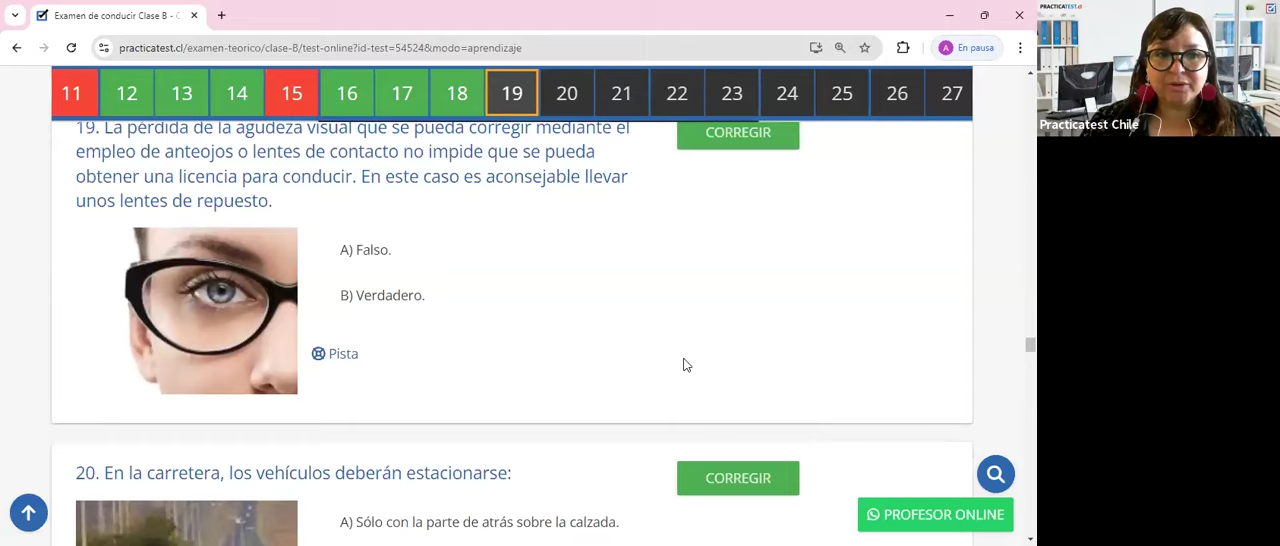 Examen de conducir Clase B - C
practicatest.cl/examen-teorico/clase-B/test-online?id-test=54524&modo=aprendizaje
A
En pausa
PRACTICATEST.cl
Practicatest Chile
11 12 13 14 15 16 17 18 19 20 21 22 23 24 25 26 27
19. La pérdida de la agudeza visual que se pueda corregir mediante el
empleo de anteojos o lentes de contacto no impide que se pueda
obtener una licencia para conducir. En este caso es aconsejable llevar
unos lentes de repuesto.
CORREGIR
A) Falso.
B) Verdadero.
Pista
20. En la carretera, los vehículos deberán estacionarse:
CORREGIR
A) Sólo con la parte de atrás sobre la calzada.
PROFESOR ONLINE